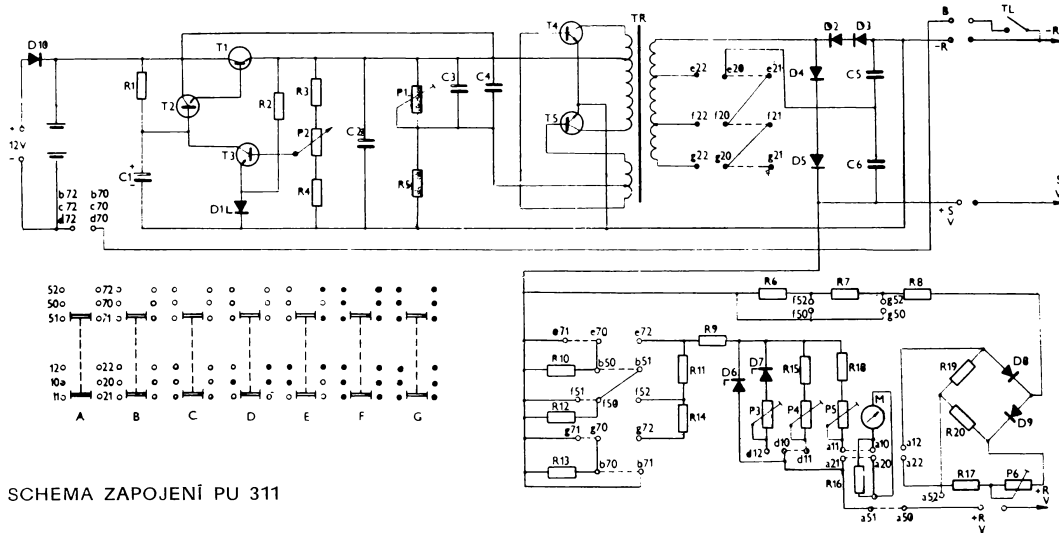 B TL
-R -R
D10 T1 T4 TR D2 D3
R1 R2 R3 P1 C3 C4 e22 e20 e21 D4 C5
T2 P2 C2 T5 f22 f20 f21
+ 12V - T3 g22 g20 g21 D5 C6
C1 + - R4 R5
b72 b70
c72 c70
d72 d70
D1L
S V
+S V
52 72
50 70
51 71
12 22
10a 20
11 21
A B C D E F G
R6 f52 R7 g52 R8
f50 g50
e71 e70 e72 R9
R10 b50 b51 R11 D6 D7 R15 R18 R19 D8
f51 f50 f52 P3 P4 P5 M
R12 R14 R20 D9
g71 g70 g72 d10 a11 a10 a12
d12 d11 a21 a20 a22
R13 b70 b71 R16 R17 P6
a52 +R V
a51 a50 +R V
SCHEMA ZAPOJENÍ PU 311